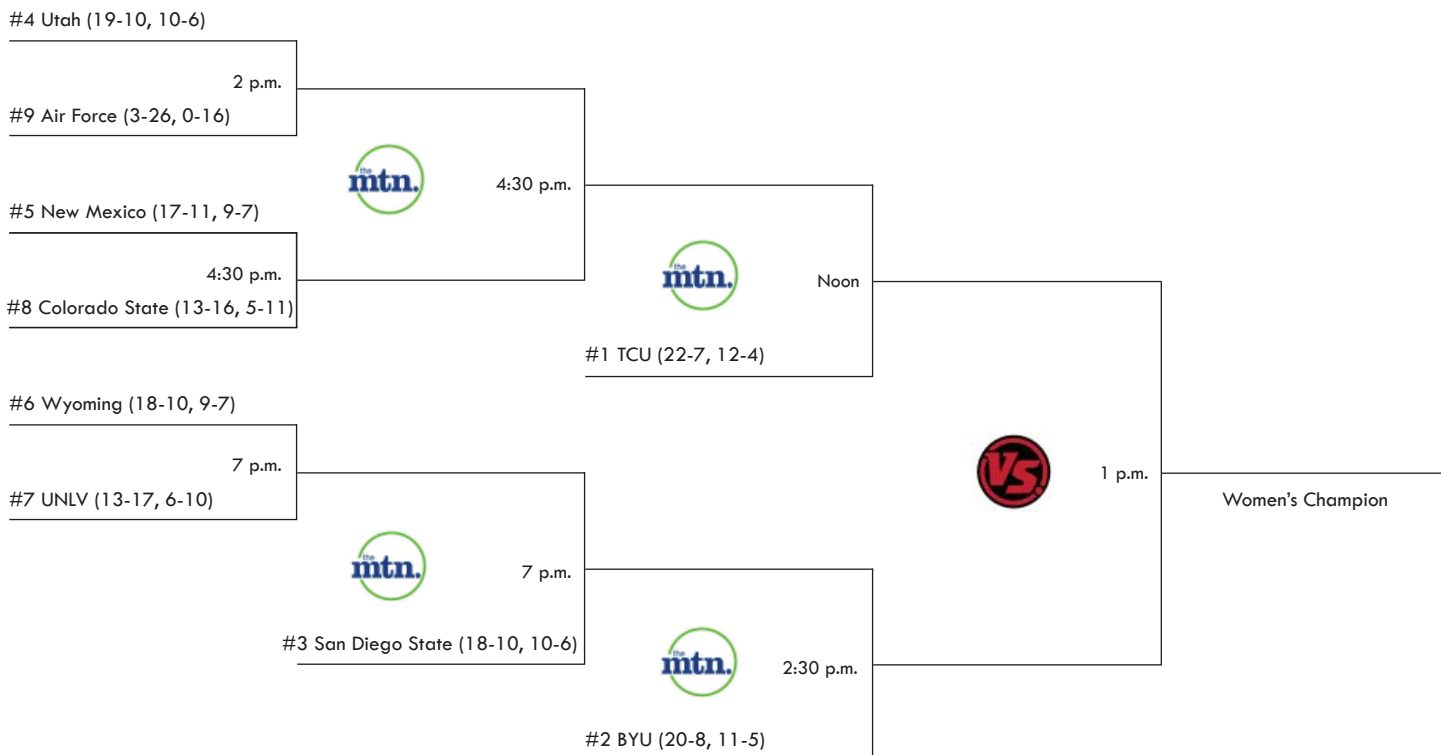 #4 Utah (19-10, 10-6)
2 p.m.
#9 Air Force (3-26, 0-16)
the
mtn.
4:30 p.m.
#5 New Mexico (17-11, 9-7)
4:30 p.m.
#8 Colorado State (13-16, 5-11)
the
mtn.
Noon
#1 TCU (22-7, 12-4)
#6 Wyoming (18-10, 9-7)
7 p.m.
#7 UNLV (13-17, 6-10)
VS.
1 p.m.
Women's Champion
the
mtn.
7 p.m.
#3 San Diego State (18-10, 10-6)
the
mtn.
2:30 p.m.
#2 BYU (20-8, 11-5)